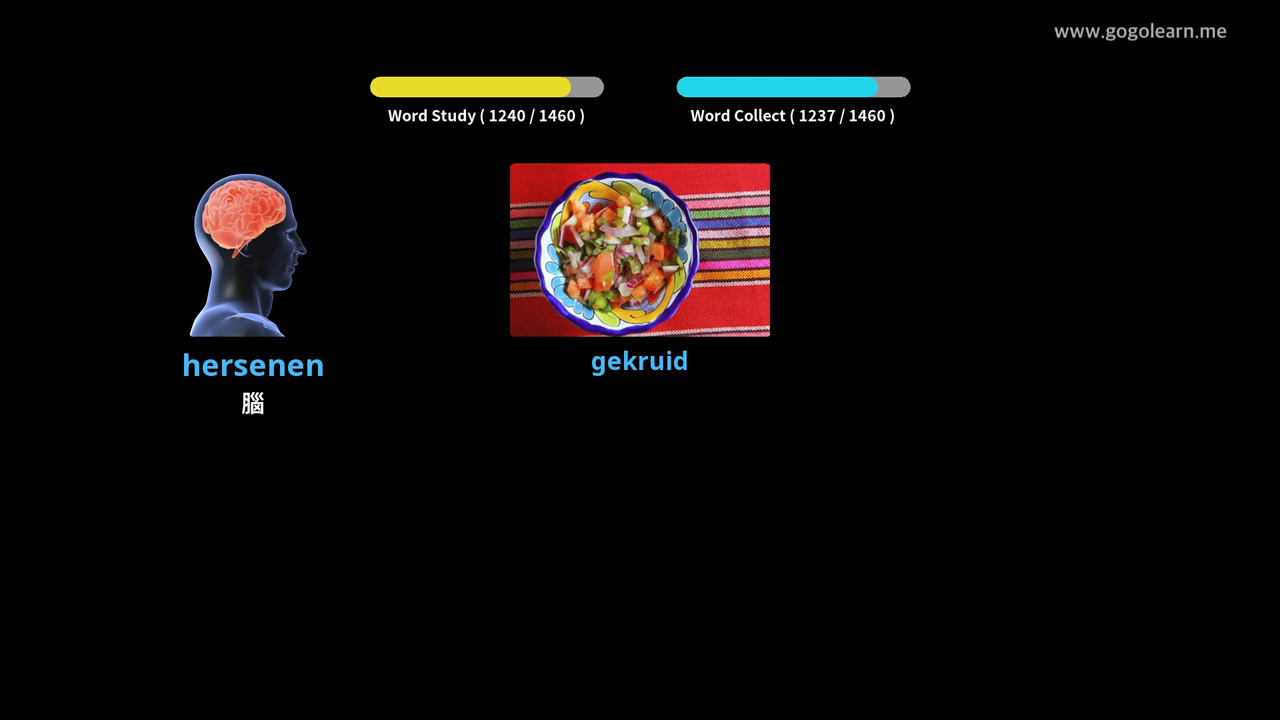 www.gogolearn.me
Word Study ( 1240 / 1460 )
Word Collect ( 1237 / 1460 )
hersenen
腦
gekruid